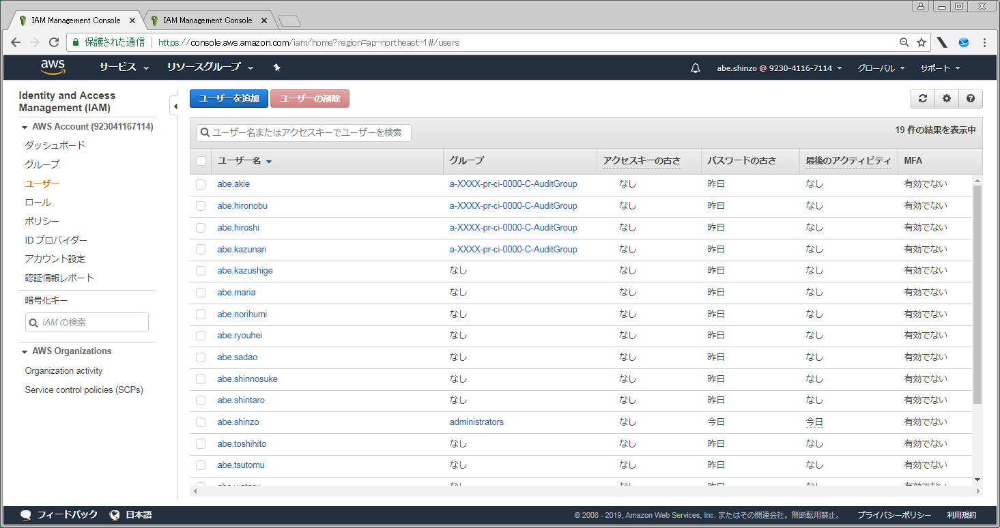 IAM Management Console
IAM Management Console
保護された通信 https://console.aws.amazon.com/iam/home?region=ap-northeast-1#/users
aws サービス リソースグループ abe.shinzo @ 9230-4116-7114 グローバル サポート
Identity and Access
Management (IAM)
AWS Account (923041167114)
ダッシュボード
グループ
ユーザー
ロール
ポリシー
ID プロバイダー
アカウント設定
認証情報レポート
暗号化キー
IAM の検索
AWS Organizations
Organization activity
Service control policies (SCPs)
ユーザーを追加 ユーザーの削除
ユーザー名またはアクセスキーでユーザーを検索 19 件の結果を表示中
ユーザー名 グループ アクセスキーの古さ パスワードの古さ 最後のアクティビティ MFA
abe.akie a-XXXX-pr-ci-0000-C-AuditGroup なし 昨日 なし 有効でない
abe.hironobu a-XXXX-pr-ci-0000-C-AuditGroup なし 昨日 なし 有効でない
abe.hiroshi a-XXXX-pr-ci-0000-C-AuditGroup なし 昨日 なし 有効でない
abe.kazunari a-XXXX-pr-ci-0000-C-AuditGroup なし 昨日 なし 有効でない
abe.kazushige なし なし 昨日 なし 有効でない
abe.maria なし なし 昨日 なし 有効でない
abe.norihumi なし なし 昨日 なし 有効でない
abe.ryouhei なし なし 昨日 なし 有効でない
abe.sadao なし なし 昨日 なし 有効でない
abe.shinnosuke なし なし 昨日 なし 有効でない
abe.shintaro なし なし 昨日 なし 有効でない
abe.shinzo administrators なし 今日 今日 有効でない
abe.toshihito なし なし 昨日 なし 有効でない
abe.tsutomu なし なし 昨日 なし 有効でない
フィードバック 日本語 © 2008 - 2019, Amazon Web Services, Inc. またはその関連会社。無断転用禁止。 プライバシーポリシー 利用規約